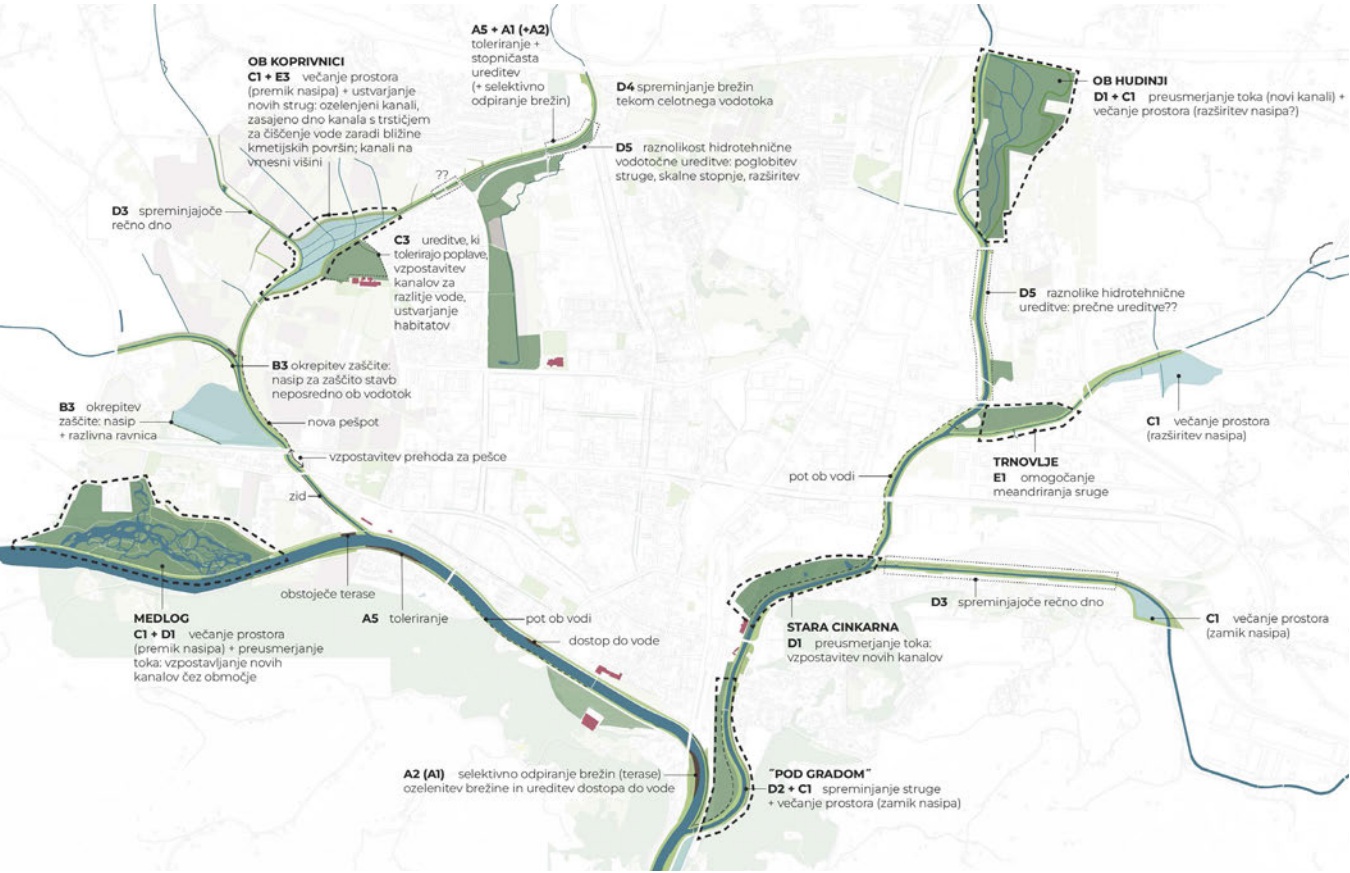 A5 + A1 (+A2)
toleriranje +
stopničasta
ureditev
(+ selektivno
odpiranje brežin)
OB KOPRIVNICI
C1 + E3 večanje prostora
(premik nasipa) + ustvarjanje
novih strug: ozelenjeni kanali,
zasajeno dno kanala s trstičjem
za čiščenje vode zaradi bližine
kmetijskih površin; kanali na
vmesni višini
D4 spreminjanje brežin
tekom celotnega vodotoka
OB HUDINJI
D1 + C1 preusmerjanje toka (novi kanali) +
večanje prostora (razširitev nasipa?)
D5 raznolikost hidrotehnične
vodotočne ureditve: poglobitev
struge, skalne stopnje, razširitev
??
D3 spreminjajoče
rečno dno
C3 ureditve, ki
tolerirajo poplave,
vzpostavitev
kanalov za
razlitje vode,
ustvarjanje
habitatov
D5 raznolike hidrotehnične
ureditve: prečne ureditve??
B3 okrepitev zaščite:
nasip za zaščito stavb
neposredno ob vodotok
B3 okrepitev
zaščite: nasip
+ razlivna ravnica
nova pešpot
C1 večanje prostora
(razširitev nasipa)
vzpostavitev prehoda za pešce
TRNOVLJE
E1 omogočanje
meandriranja sruge
pot ob vodi
zid
obstoječe terase
D3 spreminjajoče rečno dno
MEDLOG
C1 + D1 večanje prostora
(premik nasipa) + preusmerjanje
toka: vzpostavljanje novih
kanalov čez območje
A5 toleriranje
pot ob vodi
dostop do vode
STARA CINKARNA
D1 preusmerjanje toka:
vzpostavitev novih kanalov
C1 večanje prostora
(zamik nasipa)
A2 (A1) selektivno odpiranje brežin (terase)
ozelenitev brežine in ureditev dostopa do vode
˝POD GRADOM˝
D2 + C1 spreminjanje struge
+ večanje prostora (zamik nasipa)